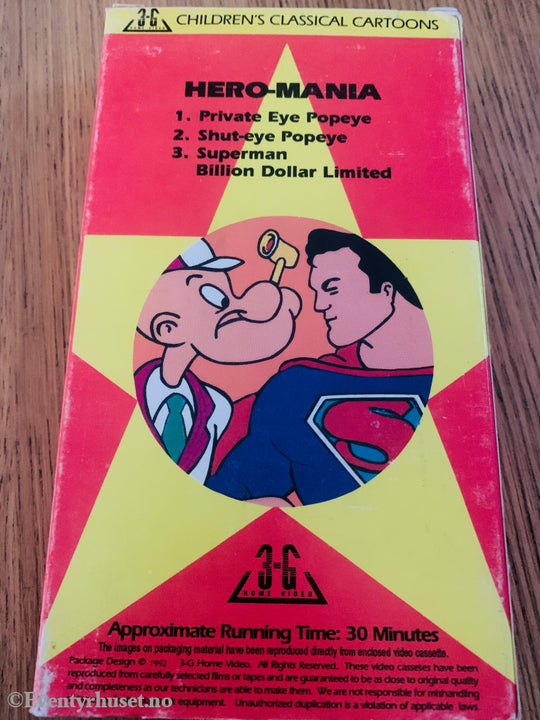 3-G HOME VIDEO CHILDREN'S CLASSICAL CARTOONS
HERO-MANIA
1. Private Eye Popeye
2. Shut-eye Popeye
3. Superman
Billion Dollar Limited
S
3-G
HOME VIDEO
Approximate Running Time: 30 Minutes
The images on packaging material have been reproduced directly from enclosed video cassette.
Package Design © 1992 3-G Home Video. All Rights Reserved. These video cassetes have been
reproduced from carefully selected films or tapes and are guaranteed to be as close to original quality
and completeness as our technicians are able to make them. We are not responsible for mishandling
equipment. Unauthorized duplication is a violation of applicable laws.
© Eventyrhuset.no